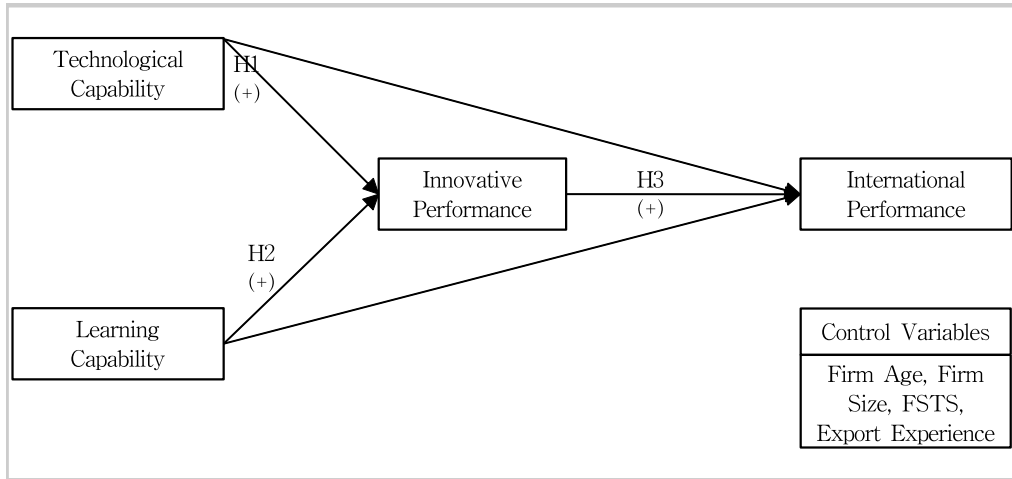 Technological
Capability
H1
(+)
Innovative
Performance
H3
(+)
International
Performance
H2
(+)
Learning
Capability
Control Variables
Firm Age, Firm
Size, FSTS,
Export Experience